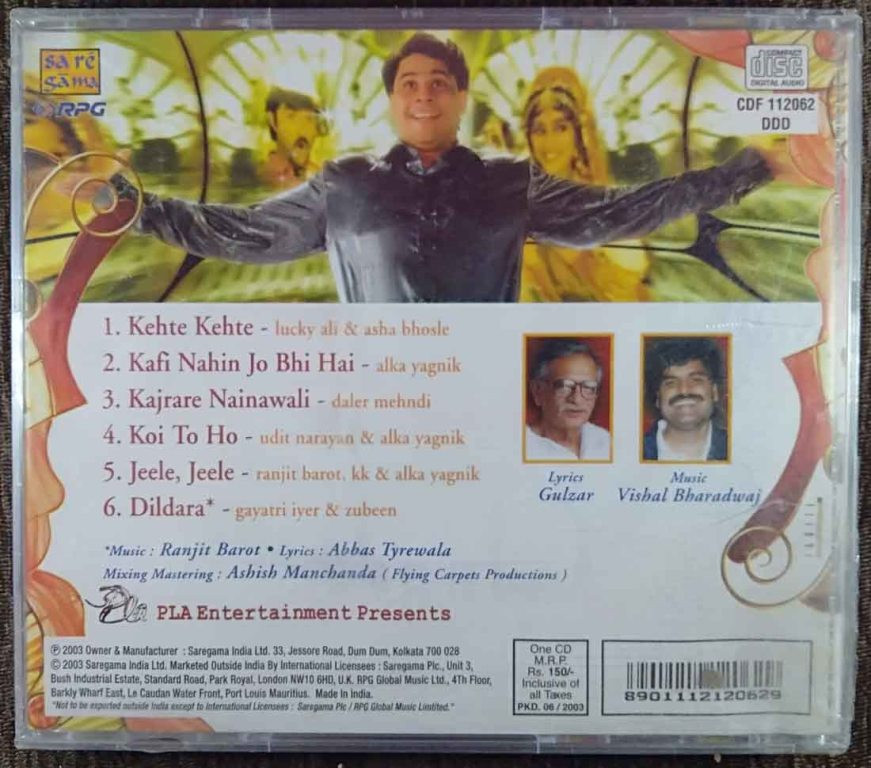 sa rē
gāma
RPG
COMPACT
disc
DIGITAL AUDIO
CDF 112062
DDD
1. Kehte Kehte - lucky ali & asha bhosle
2. Kafi Nahin Jo Bhi Hai - alka yagnik
3. Kajrare Nainawali - daler mehndi
4. Koi To Ho - udit narayan & alka yagnik
5. Jeele, Jeele - ranjit barot, kk & alka yagnik
6. Dildara* - gayatri iyer & zubeen
Lyrics
Gulzar
Music
Vishal Bharadwaj
*Music : Ranjit Barot • Lyrics : Abbas Tyrewala
Mixing Mastering : Ashish Manchanda ( Flying Carpets Productions )
Pla PLA Entertainment Presents
℗ 2003 Owner & Manufacturer : Saregama India Ltd. 33, Jessore Road, Dum Dum, Kolkata 700 028
© 2003 Saregama India Ltd. Marketed Outside India By International Licensees : Saregama Plc., Unit 3,
Bush Industrial Estate, Standard Road, Park Royal, London NW10 6HD, U.K. RPG Global Music Ltd., 4Th Floor,
Barkly Wharf East, Le Caudan Water Front, Port Louis Mauritius. Made In India.
"Not to be exported outside India except to International Licensees : Saregama Plc / RPG Global Music Limited."
One CD
M.R.P.
Rs. 150/-
Inclusive of
all Taxes
PKD. 06 / 2003
8901112120629